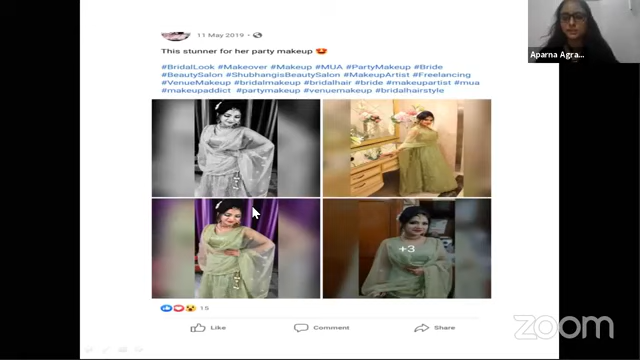 11 May 2019 •
This stunner for her party makeup 😍
#BridalLook #Makeover #Makeup #MUA #PartyMakeup #Bride
#BeautySalon #ShubhangisBeautySalon #MakeupArtist #Freelancing
#VenueMakeup #bridalmakeup #bridalhair #bride #makeupartist #mua
#makeupaddict #partymakeup #venuemakeup #bridalhairstyle
+3
15
Like
Comment
Share
Aparna Agra...
zoom